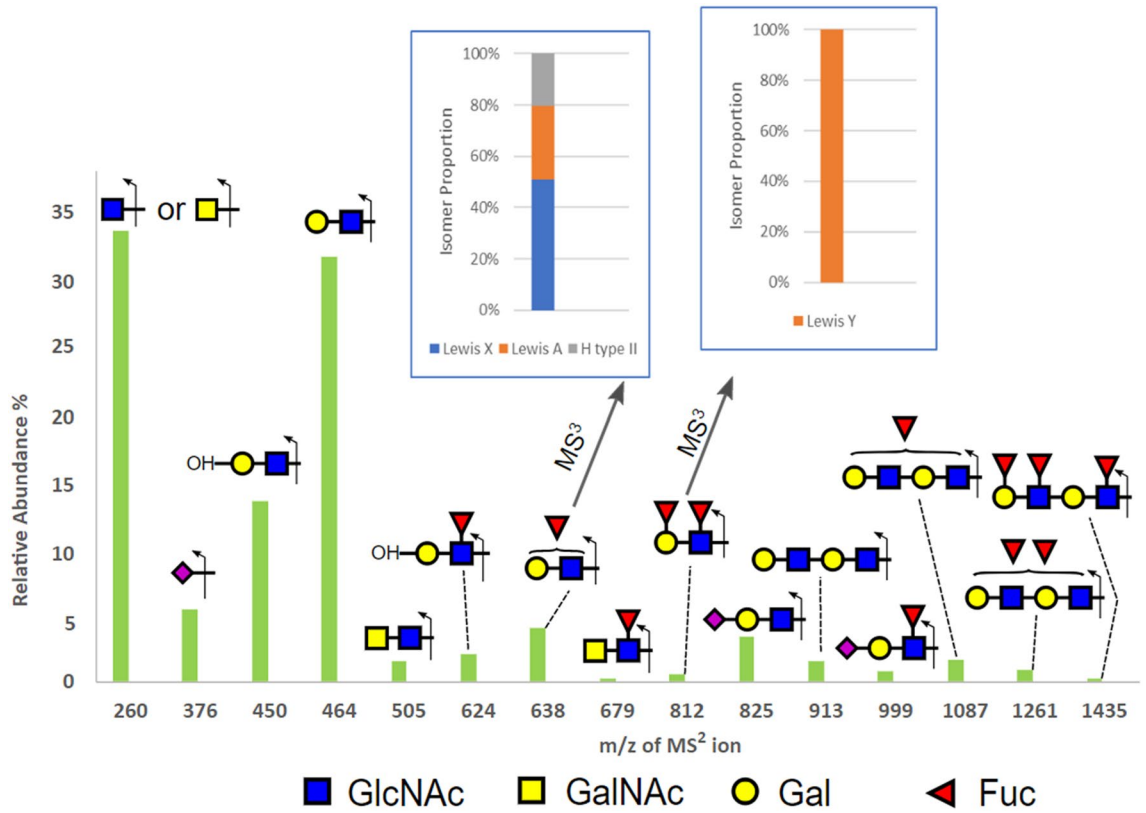 100%
80%
60%
40%
20%
0%
Isomer Proportion
Lewis X Lewis A H type II
100%
80%
60%
40%
20%
0%
Isomer Proportion
Lewis Y
Relative Abundance %
35
30
25
20
15
10
5
0
or
OH
OH
MS³
MS³
260 376 450 464 505 624 638 679 812 825 913 999 1087 1261 1435
m/z of MS² ion
GlcNAc GalNAc Gal Fuc